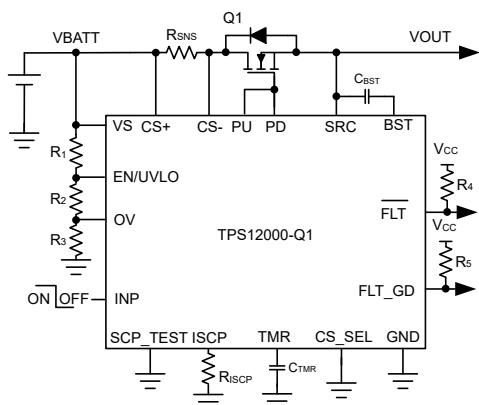 Q1
VBATT
RSNS
VOUT
CBST
VS
CS+
CS-
PU
PD
SRC
BST
R1
EN/UVLO
R2
OV
R3
VCC
R4
FLT
VCC
TPS12000-Q1
R5
FLT_GD
ON
OFF
INP
SCP_TEST
ISCP
TMR
CS_SEL
GND
RISCP
CTMR